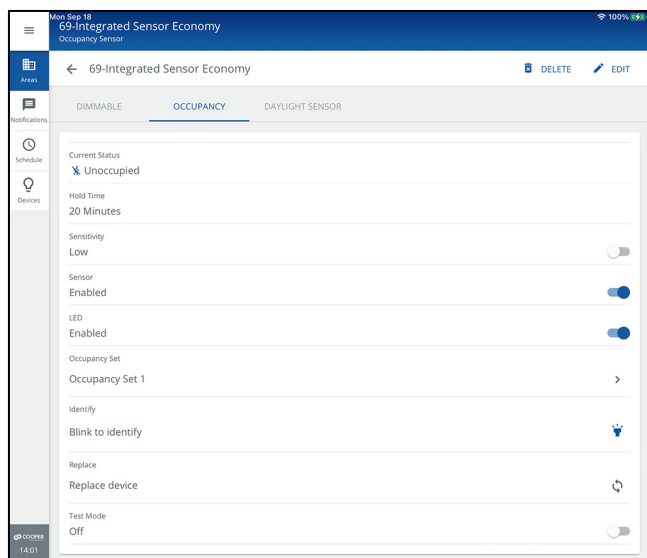 Mon Sep 18
100%
69-Integrated Sensor Economy
Occupancy Sensor
69-Integrated Sensor Economy
DELETE
EDIT
Areas
Notifications
Schedule
Devices
DIMMABLE
OCCUPANCY
DAYLIGHT SENSOR
Current Status
Unoccupied
Hold Time
20 Minutes
Sensitivity
Low
Sensor
Enabled
LED
Enabled
Occupancy Set
Occupancy Set 1
Identify
Blink to identify
Replace
Replace device
Test Mode
Off
COOPER
14:01